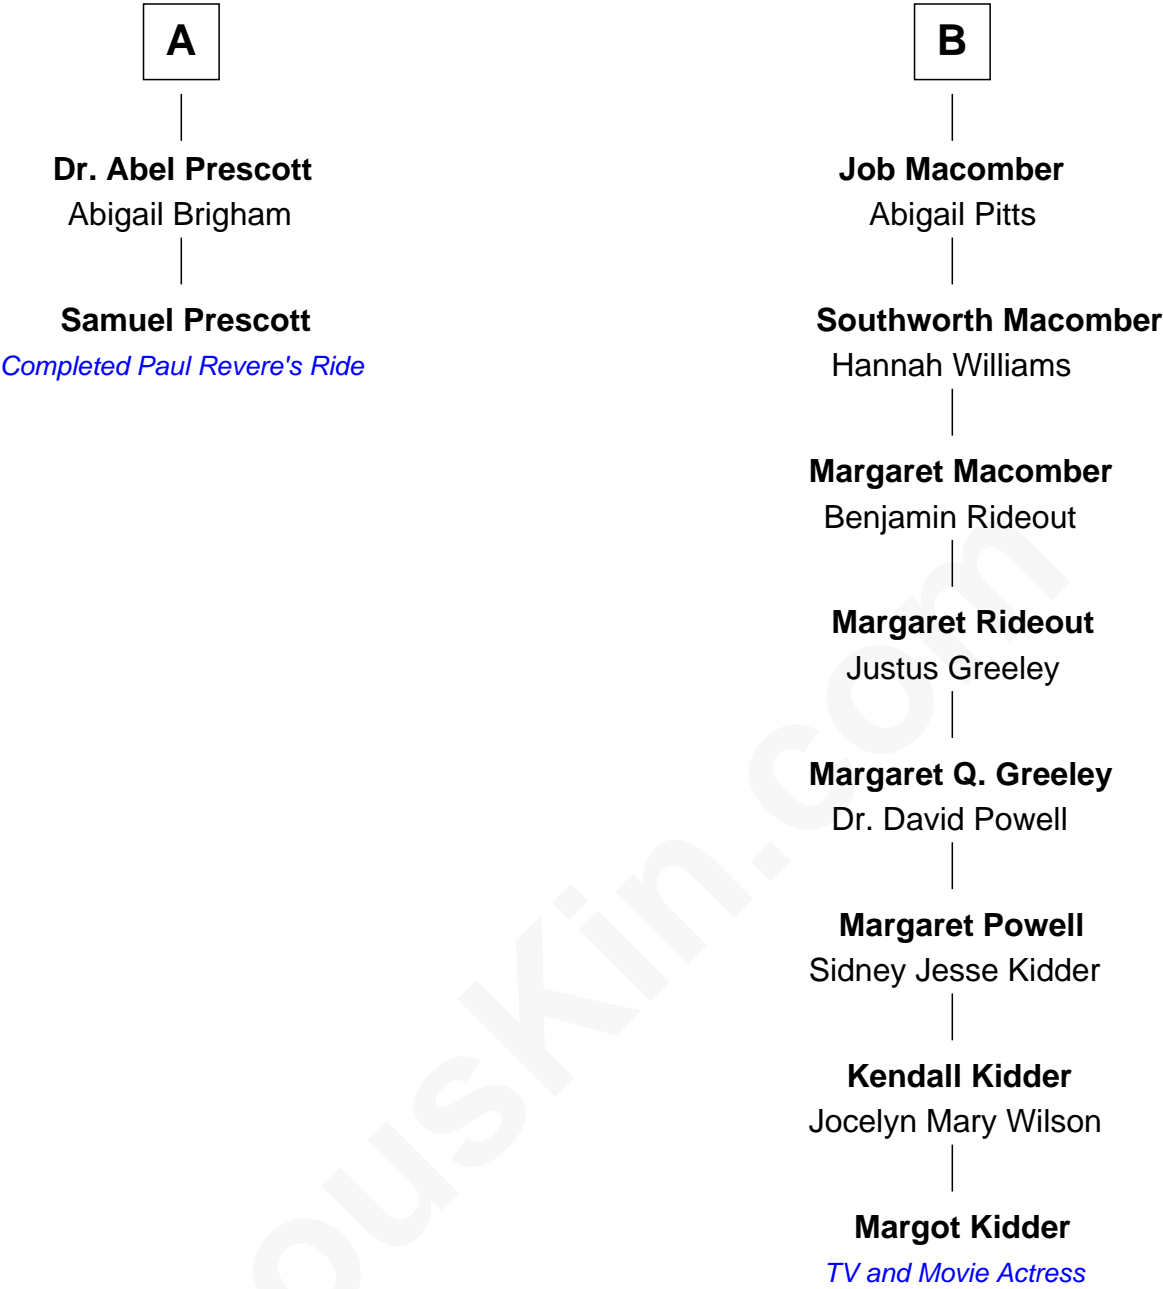 A
Dr. Abel Prescott
Abigail Brigham
Samuel Prescott
Completed Paul Revere's Ride
B
Job Macomber
Abigail Pitts
Southworth Macomber
Hannah Williams
Margaret Macomber
Benjamin Rideout
Margaret Rideout
Justus Greeley
Margaret Q. Greeley
Dr. David Powell
Margaret Powell
Sidney Jesse Kidder
Kendall Kidder
Jocelyn Mary Wilson
Margot Kidder
TV and Movie Actress
ousKin.com